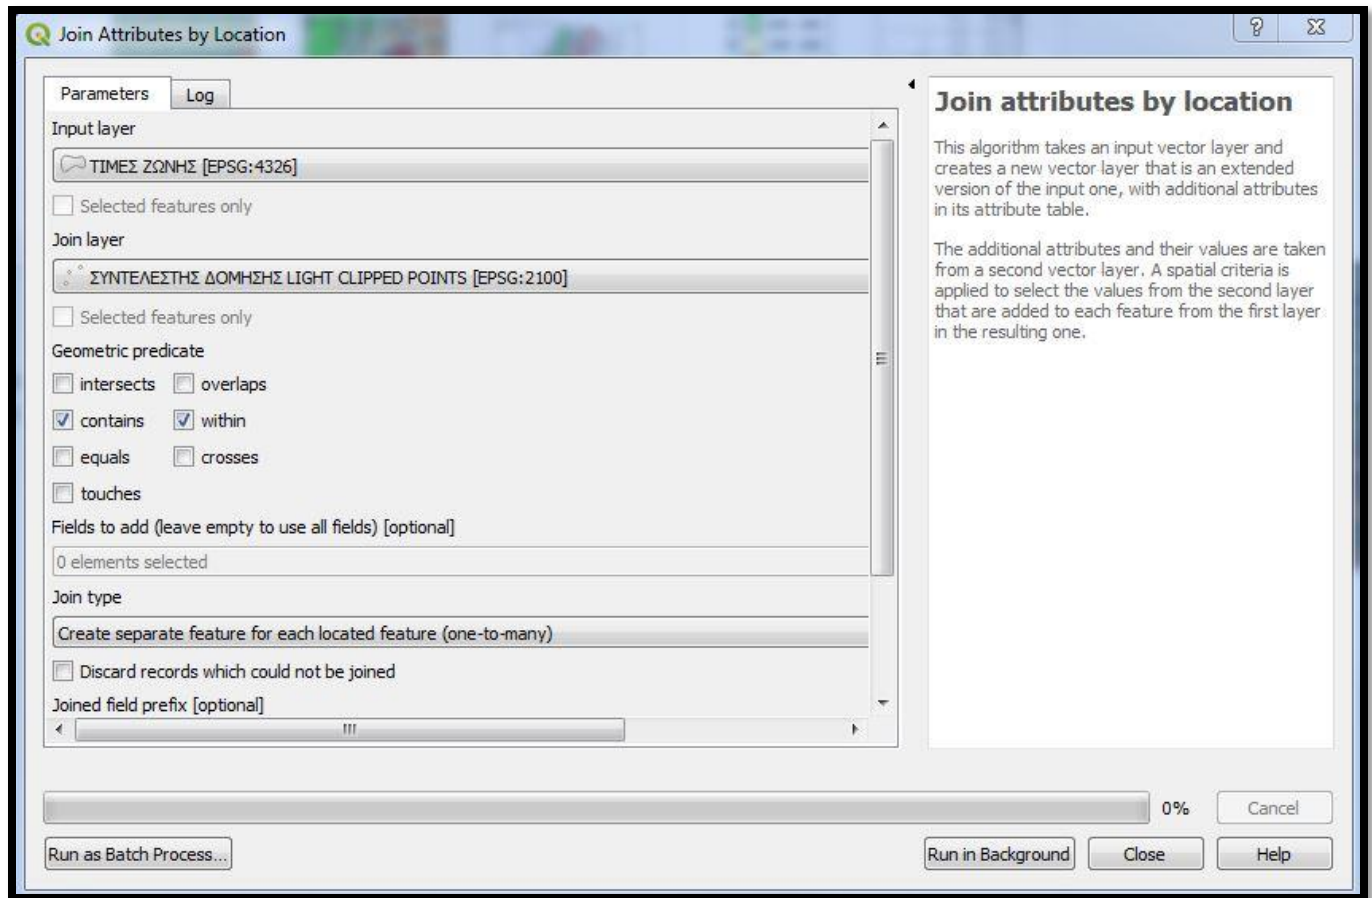 Join Attributes by Location
Parameters
Log
Input layer
ΤΙΜΕΣ ΖΩΝΗΣ [EPSG:4326]
Selected features only
Join layer
ΣΥΝΤΕΛΕΣΤΗΣ ΔΟΜΗΣΗΣ LIGHT CLIPPED POINTS [EPSG:2100]
Selected features only
Geometric predicate
intersects overlaps
contains within
equals crosses
touches
Fields to add (leave empty to use all fields) [optional]
0 elements selected
Join type
Create separate feature for each located feature (one-to-many)
Discard records which could not be joined
Joined field prefix [optional]
Join attributes by location
This algorithm takes an input vector layer and
creates a new vector layer that is an extended
version of the input one, with additional attributes
in its attribute table.
The additional attributes and their values are taken
from a second vector layer. A spatial criteria is
applied to select the values from the second layer
that are added to each feature from the first layer
in the resulting one.
0%
Cancel
Run as Batch Process...
Run in Background
Close
Help